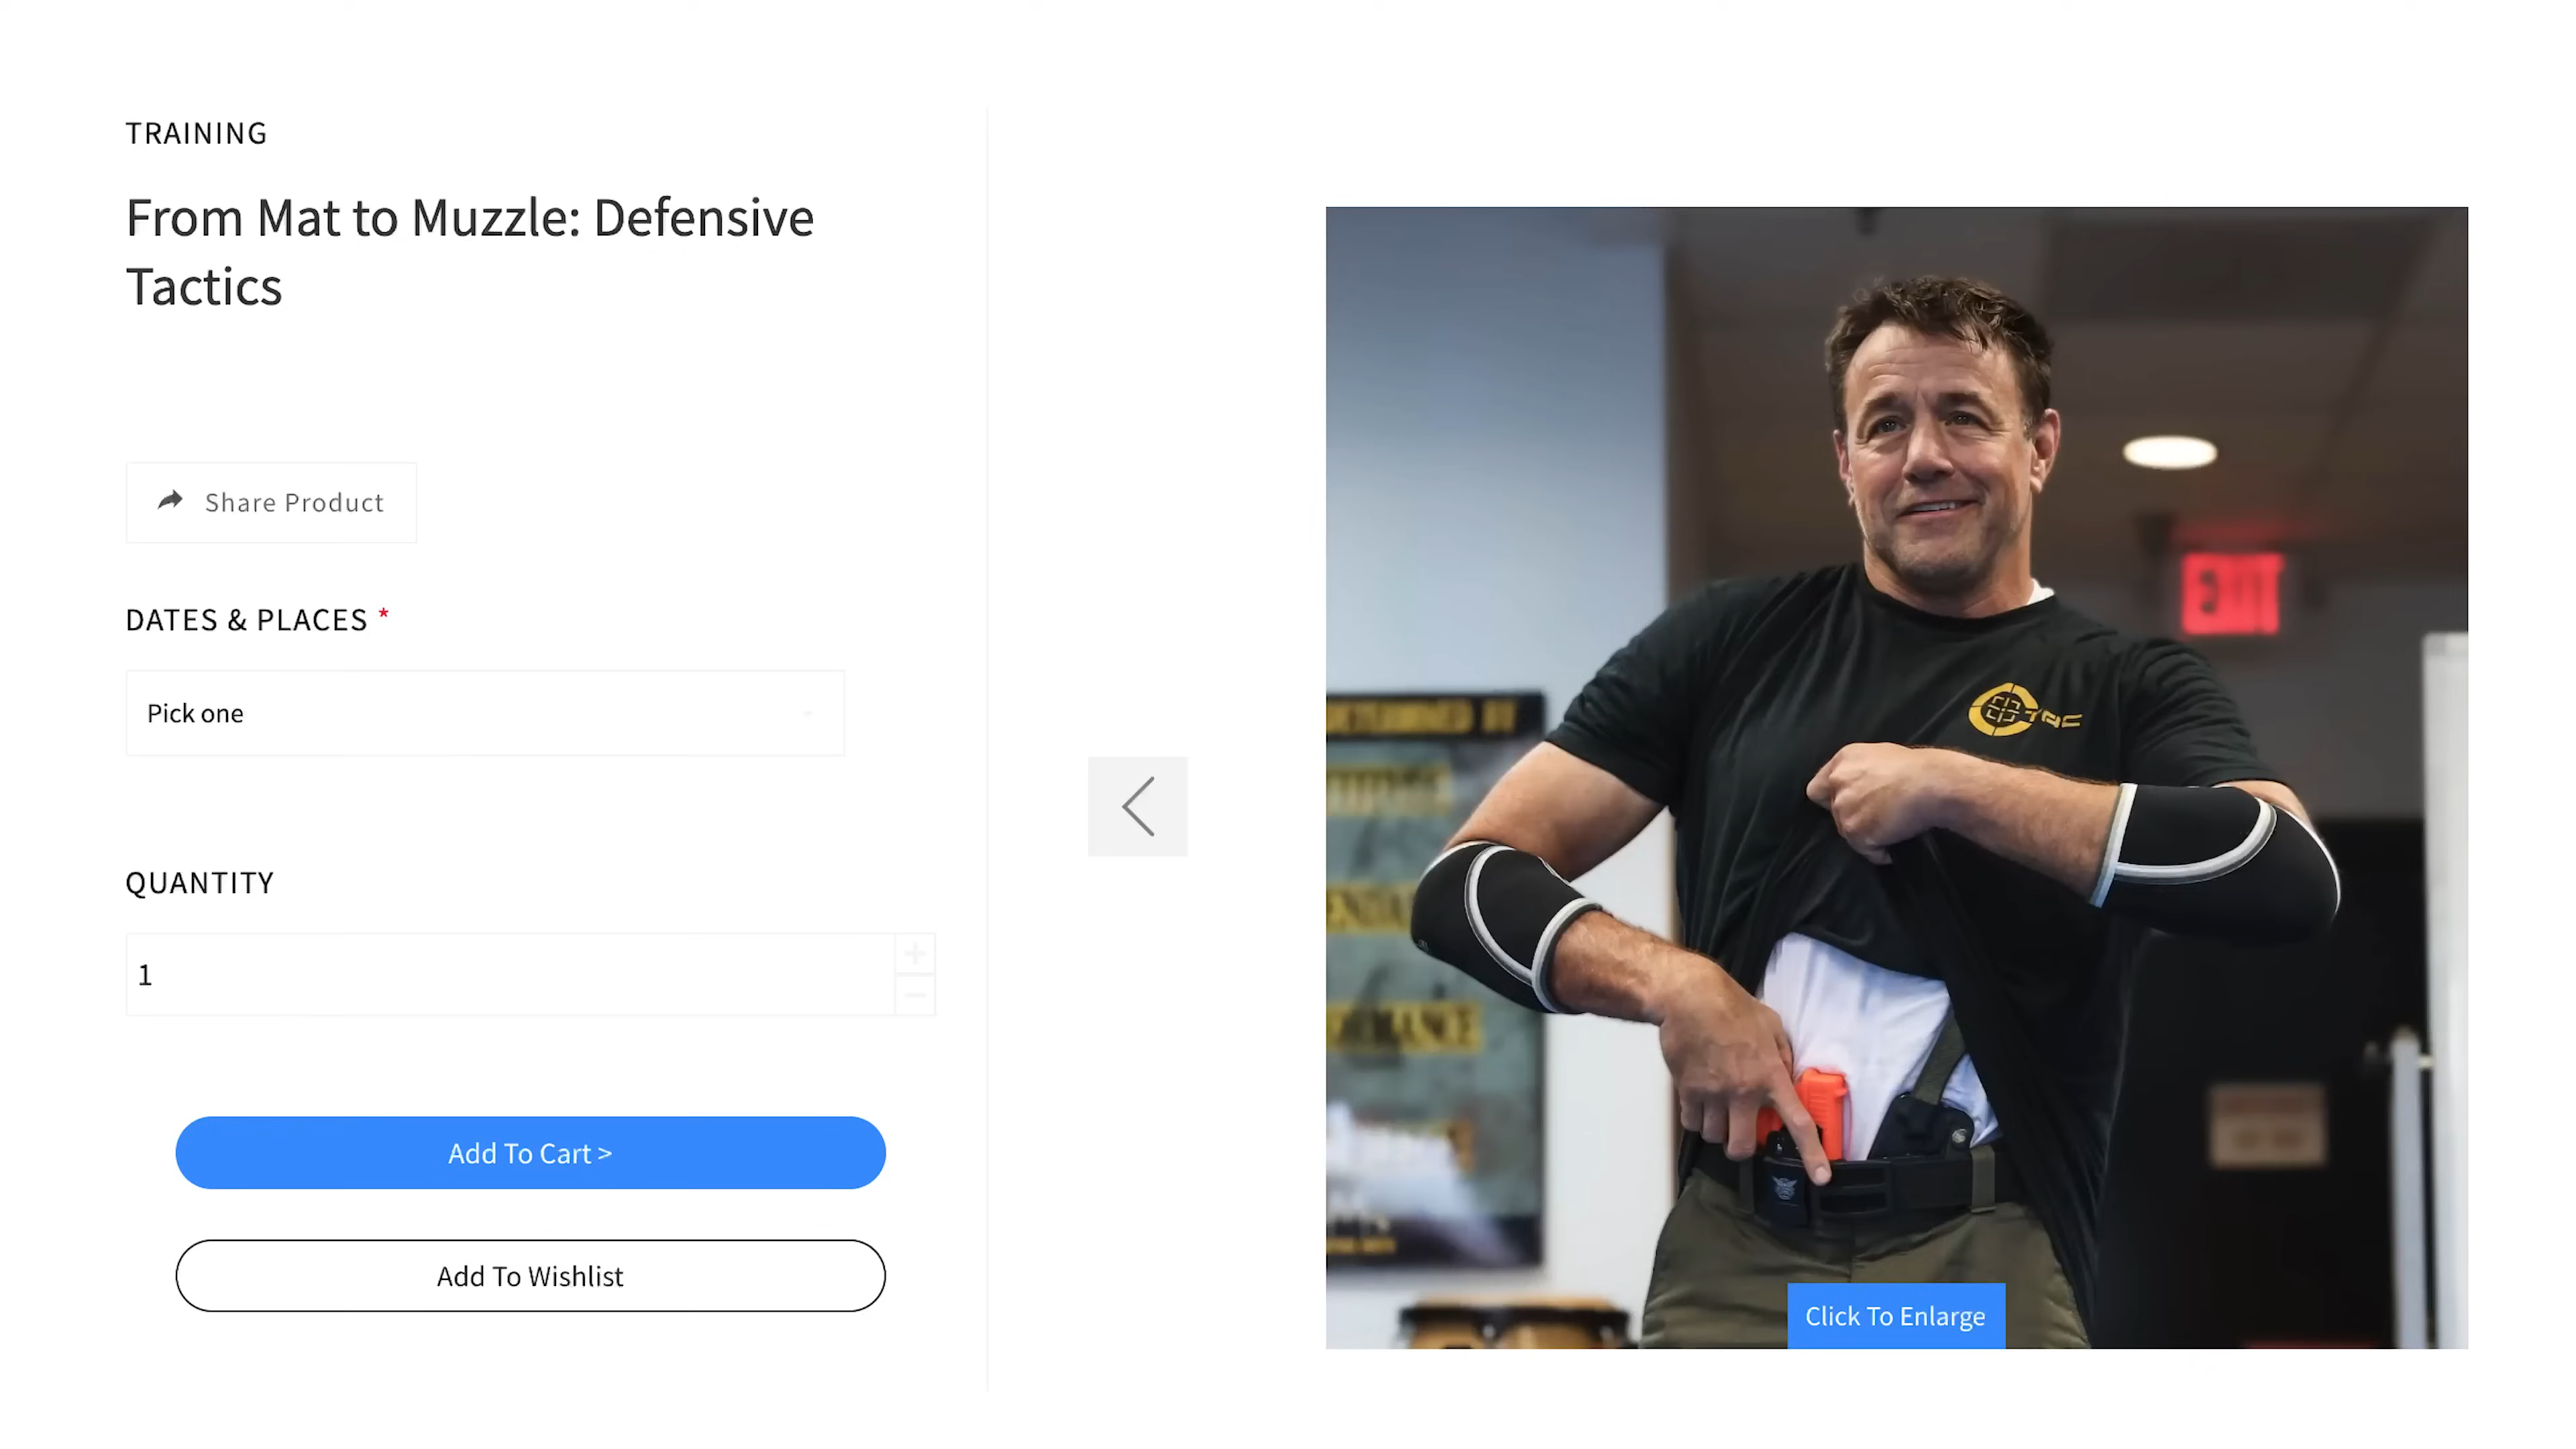 TRAINING
From Mat to Muzzle: Defensive
Tactics
Share Product
DATES & PLACES *
Pick one
QUANTITY
1
Add To Cart >
Add To Wishlist
EXIT
TAC
Click To Enlarge